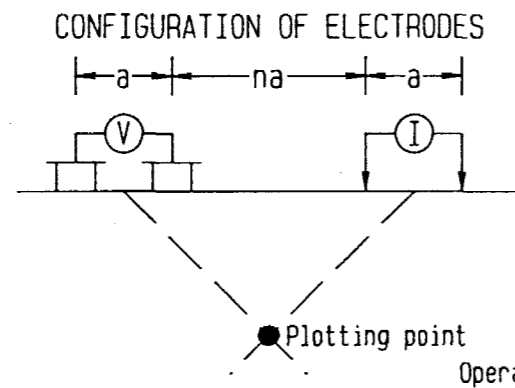 CONFIGURATION OF ELECTRODES
a na a
V I
Plotting point